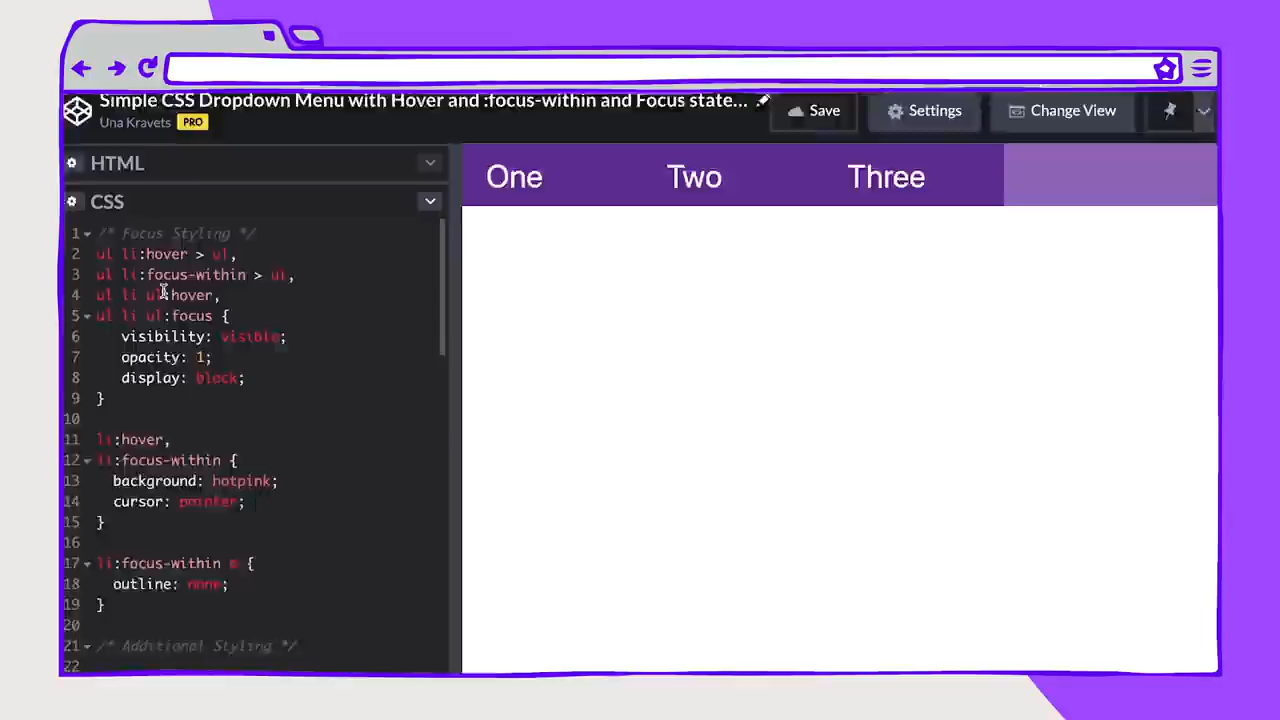 Simple CSS Dropdown Menu with Hover and :focus-within and Focus state...
Una Kravets PRO
Save
Settings
Change View
HTML
CSS
One Two Three
1 /* Focus Styling */
2 ul li:hover > ul,
3 ul li:focus-within > ul,
4 ul li ul:hover,
5 ul li ul:focus {
6 visibility: visible;
7 opacity: 1;
8 display: block;
9 }
10
11 li:hover,
12 li:focus-within {
13 background: hotpink;
14 cursor: pointer;
15 }
16
17 li:focus-within a {
18 outline: none;
19 }
20
21 /* Additional Styling */
22